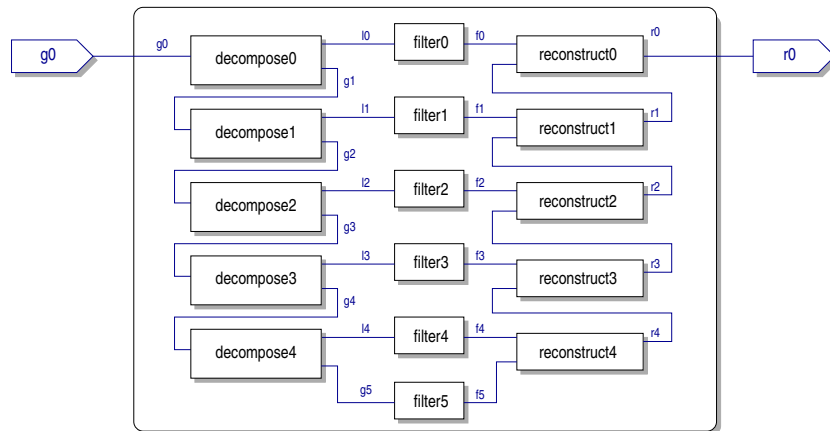 g0
g0
decompose0
l0
filter0
f0
reconstruct0
r0
r0
g1
decompose1
l1
filter1
f1
reconstruct1
r1
g2
decompose2
l2
filter2
f2
reconstruct2
r2
g3
decompose3
l3
filter3
f3
reconstruct3
r3
g4
decompose4
l4
filter4
f4
reconstruct4
r4
g5
filter5
f5